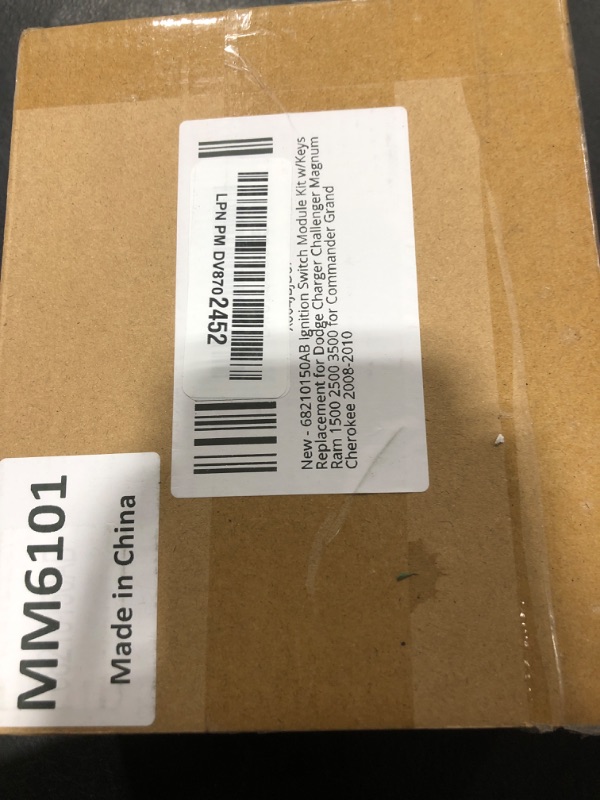 LPN PM DV8702452
New - 68210150AB Ignition Switch Module Kit w/Keys
Replacement for Dodge Charger Challenger Magnum
Ram 1500 2500 3500 for Commander Grand
Cherokee 2008-2010
MM6101
Made in China